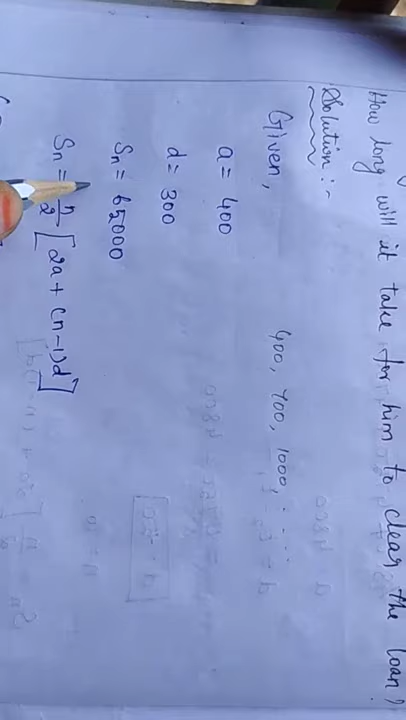 How long will it take for him to clear the loan?
Solution :-
Given,
400, 700, 1000, ....
a = 400
d = 300
Sn = 65000
Sn = n/2 [2a + (n-1)d]